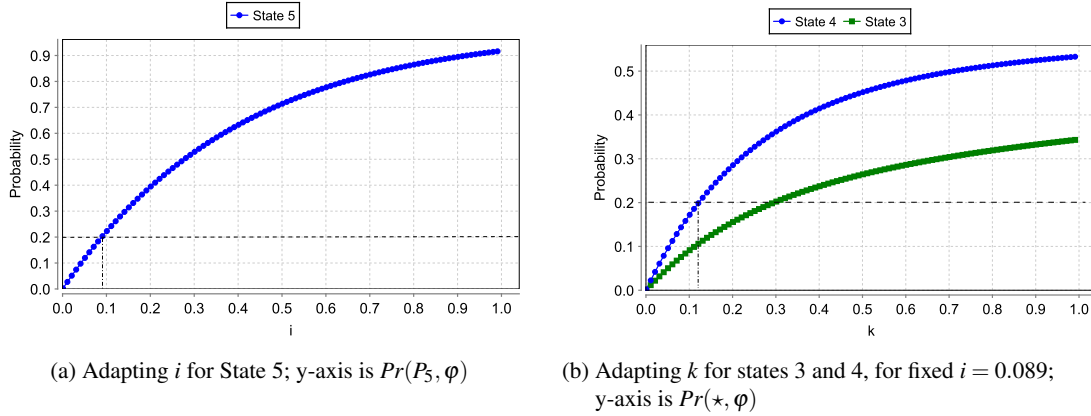 State 5
0.9
0.8
0.7
0.6
0.5
0.4
0.3
0.2
0.1
0.0
Probability
0.0 0.1 0.2 0.3 0.4 0.5 0.6 0.7 0.8 0.9 1.0
i
(a) Adapting i for State 5; y-axis is Pr(P₅, φ)
State 4 State 3
0.5
0.4
0.3
0.2
0.1
0.0
Probability
0.0 0.1 0.2 0.3 0.4 0.5 0.6 0.7 0.8 0.9 1.0
k
(b) Adapting k for states 3 and 4, for fixed i = 0.089;
y-axis is Pr(⋆, φ)